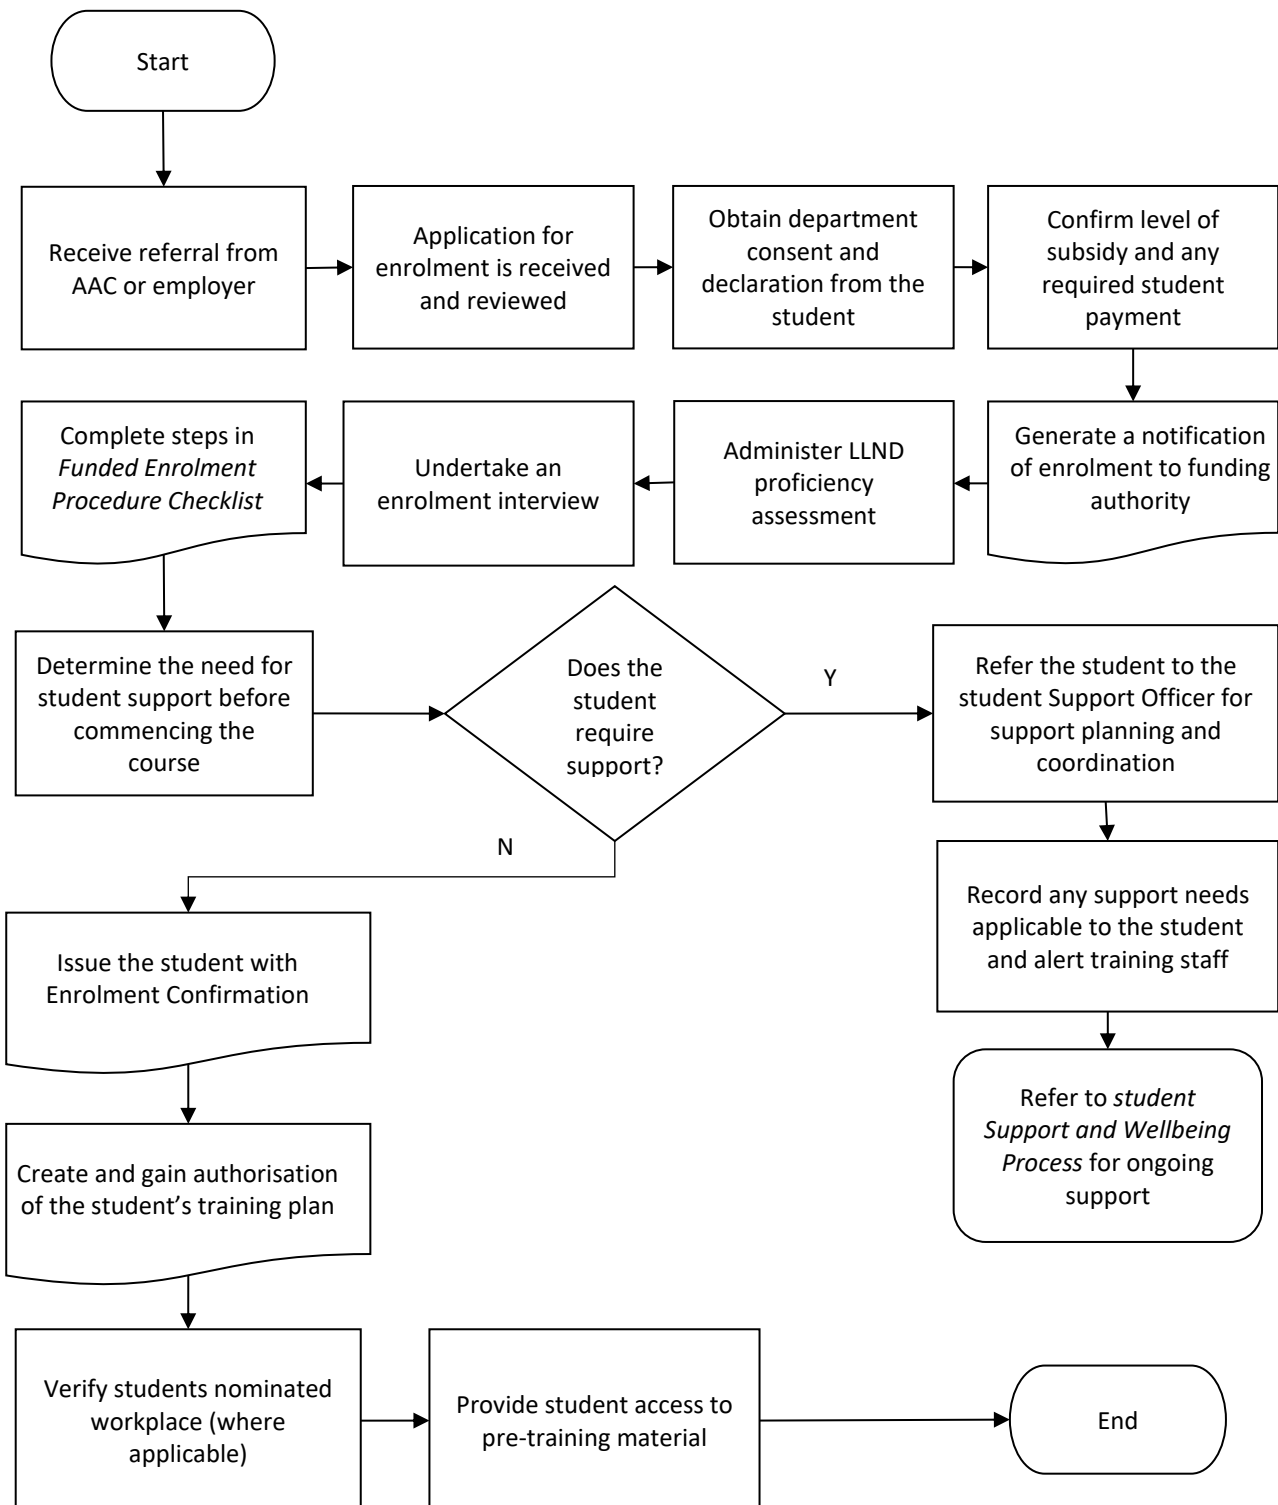 Start
Receive referral from
AAC or employer
Application for
enrolment is received
and reviewed
Obtain department
consent and
declaration from the
student
Confirm level of
subsidy and any
required student
payment
Generate a notification
of enrolment to funding
authority
Administer LLND
proficiency
assessment
Undertake an
enrolment interview
Complete steps in
Funded Enrolment
Procedure Checklist
Determine the need for
student support before
commencing the
course
Does the
student
require
support?
Y
Refer the student to the
student Support Officer for
support planning and
coordination
Record any support needs
applicable to the student
and alert training staff
Refer to student
Support and Wellbeing
Process for ongoing
support
N
Issue the student with
Enrolment Confirmation
Create and gain authorisation
of the student’s training plan
Verify students nominated
workplace (where
applicable)
Provide student access to
pre-training material
End